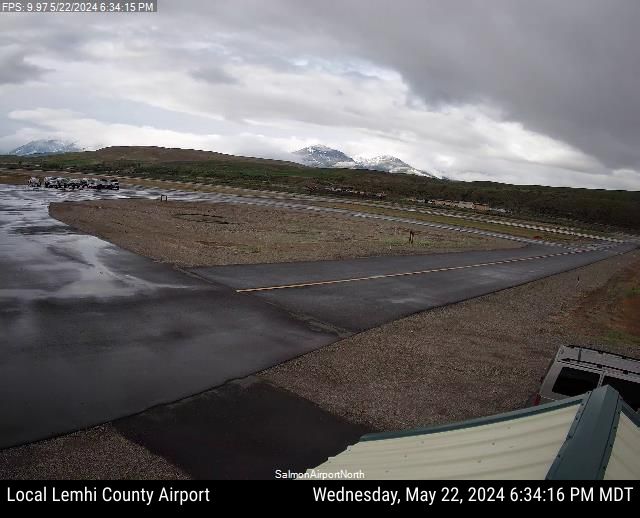 FPS: 9.97 5/22/2024 6:34:15 PM
SalmonAirportNorth
Local Lemhi County Airport Wednesday, May 22, 2024 6:34:16 PM MDT